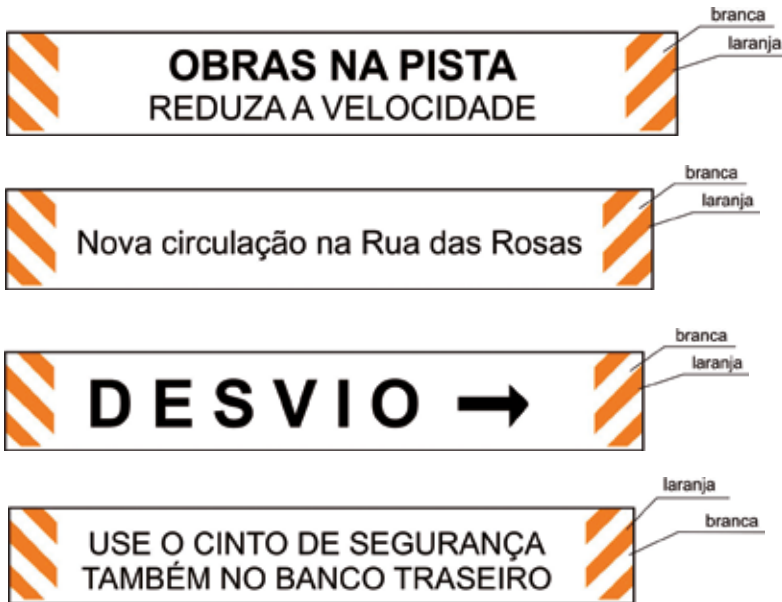 branca
laranja
OBRAS NA PISTA
REDUZA A VELOCIDADE
branca
laranja
Nova circulação na Rua das Rosas
branca
laranja
DESVIO →
laranja
branca
USE O CINTO DE SEGURANÇA
TAMBÉM NO BANCO TRASEIRO